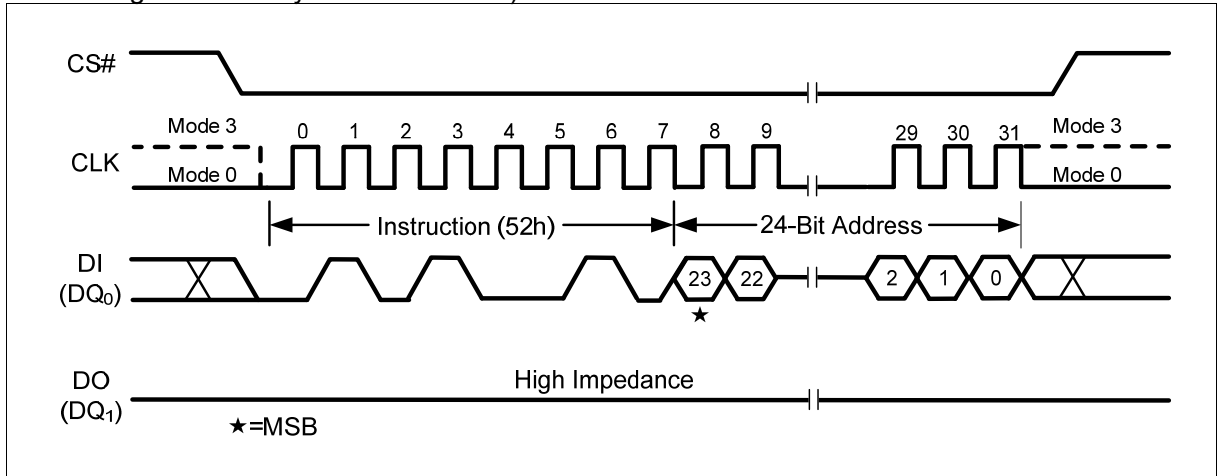 CS#
Mode 3
0 1 2 3 4 5 6 7 8 9 29 30 31
Mode 3
CLK
Mode 0
Mode 0
Instruction (52h)
24-Bit Address
DI
(DQ₀)
23 22 2 1 0
★
DO
(DQ₁)
High Impedance
★=MSB